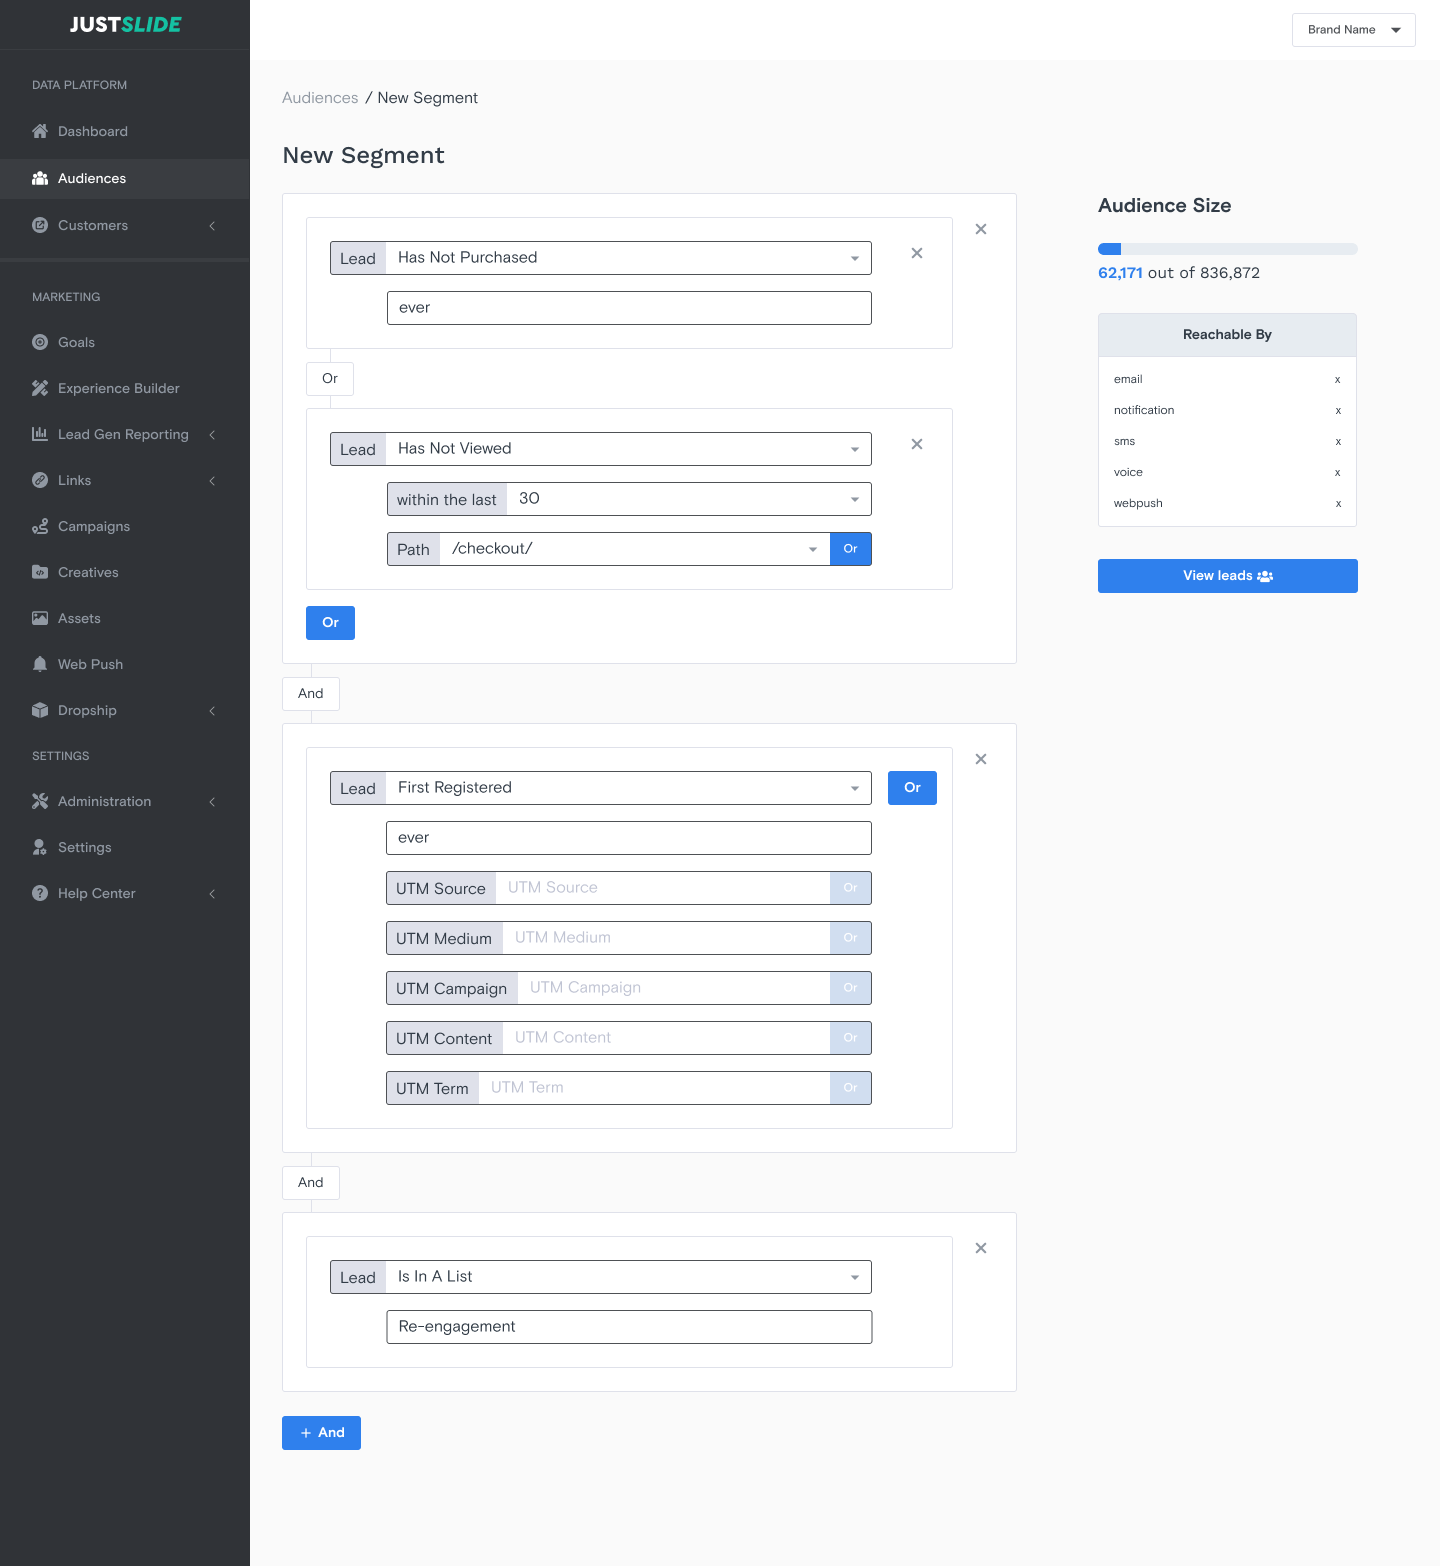 JUSTSLIDE
Brand Name
DATA PLATFORM
Dashboard
Audiences
Customers
MARKETING
Goals
Experience Builder
Lead Gen Reporting
Links
Campaigns
Creatives
Assets
Web Push
Dropship
SETTINGS
Administration
Settings
Help Center
Audiences / New Segment
New Segment
Lead Has Not Purchased
ever
Or
Lead Has Not Viewed
within the last 30
Path /checkout/ Or
Or
And
Lead First Registered Or
ever
UTM Source UTM Source Or
UTM Medium UTM Medium Or
UTM Campaign UTM Campaign Or
UTM Content UTM Content Or
UTM Term UTM Term Or
And
Lead Is In A List
Re-engagement
+ And
Audience Size
62,171 out of 836,872
Reachable By
email x
notification x
sms x
voice x
webpush x
View leads